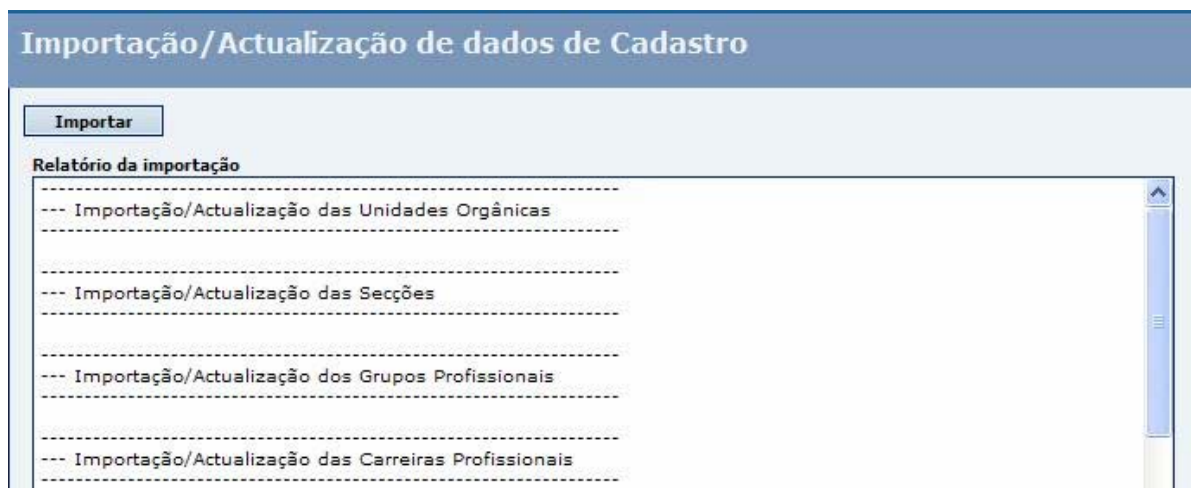 Importação/Actualização de dados de Cadastro
Importar
Relatório da importação
--------------------------------------------------------------------
--- Importação/Actualização das Unidades Orgânicas
--------------------------------------------------------------------
--------------------------------------------------------------------
--- Importação/Actualização das Secções
--------------------------------------------------------------------
--------------------------------------------------------------------
--- Importação/Actualização dos Grupos Profissionais
--------------------------------------------------------------------
--------------------------------------------------------------------
--- Importação/Actualização das Carreiras Profissionais
--------------------------------------------------------------------